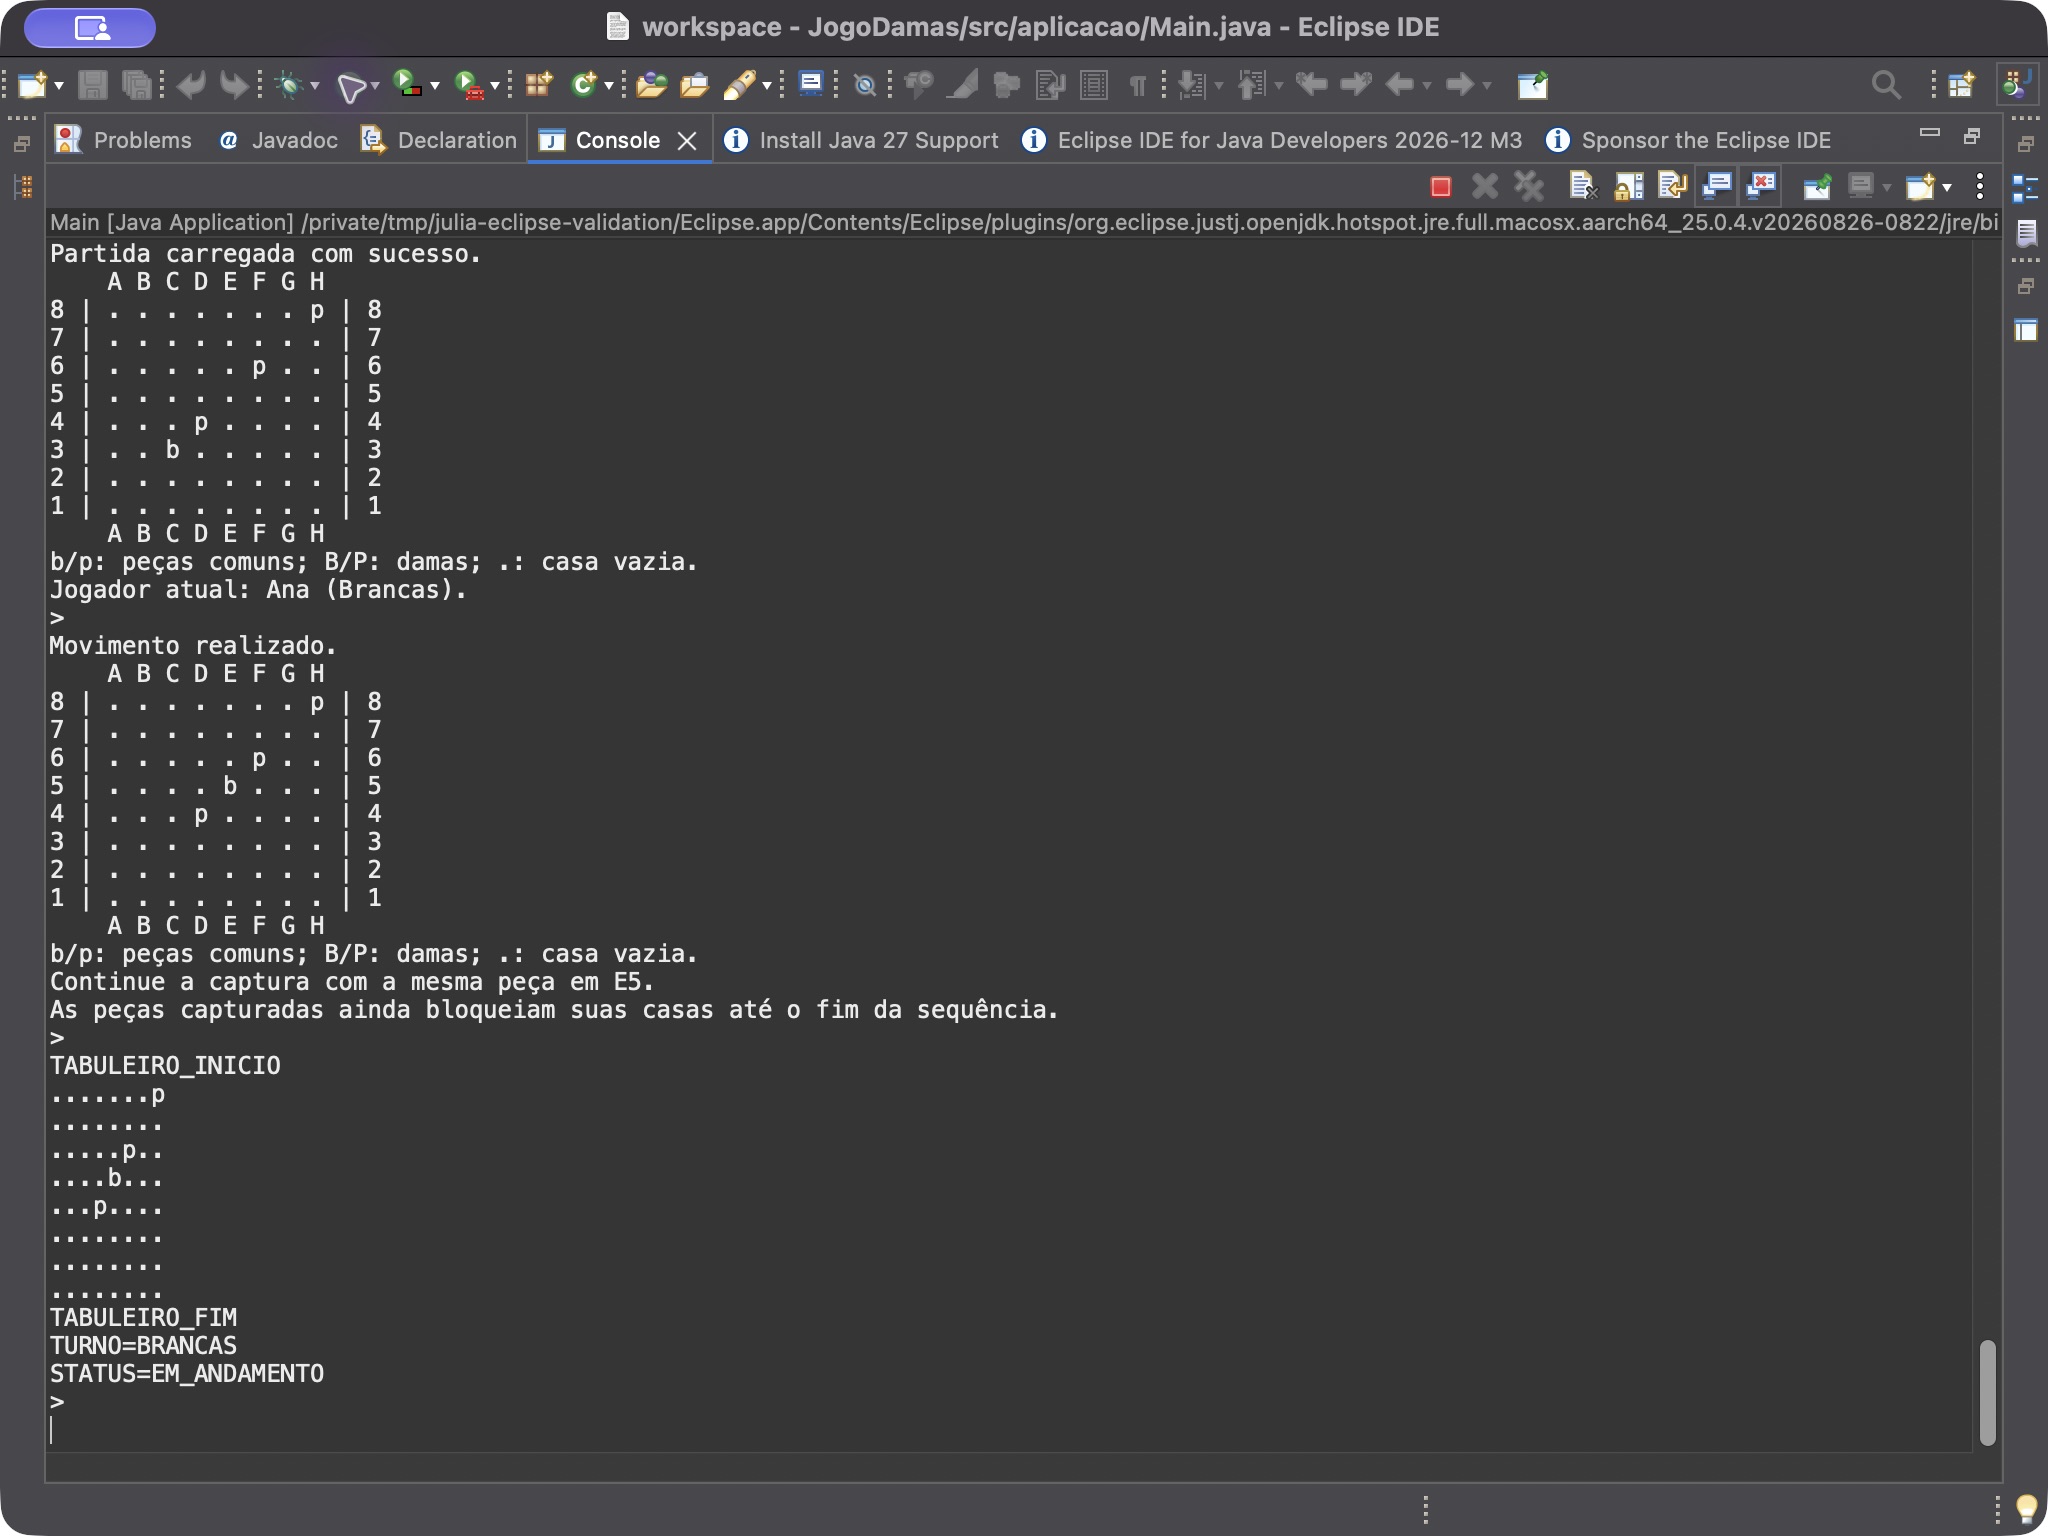 workspace - JogoDamas/src/aplicacao/Main.java - Eclipse IDE
Problems @ Javadoc Declaration Console Install Java 27 Support Eclipse IDE for Java Developers 2026-12 M3 Sponsor the Eclipse IDE
Main [Java Application] /private/tmp/julia-eclipse-validation/Eclipse.app/Contents/Eclipse/plugins/org.eclipse.justj.openjdk.hotspot.jre.full.macosx.aarch64_25.0.4.v20260826-0822/jre/bi
Partida carregada com sucesso.
    A B C D E F G H
8 | . . . . . . . p | 8
7 | . . . . . . . . | 7
6 | . . . . . p . . | 6
5 | . . . . . . . . | 5
4 | . . . p . . . . | 4
3 | . . b . . . . . | 3
2 | . . . . . . . . | 2
1 | . . . . . . . . | 1
    A B C D E F G H
b/p: peças comuns; B/P: damas; .: casa vazia.
Jogador atual: Ana (Brancas).
>
Movimento realizado.
    A B C D E F G H
8 | . . . . . . . p | 8
7 | . . . . . . . . | 7
6 | . . . . . p . . | 6
5 | . . . . b . . . | 5
4 | . . . p . . . . | 4
3 | . . . . . . . . | 3
2 | . . . . . . . . | 2
1 | . . . . . . . . | 1
    A B C D E F G H
b/p: peças comuns; B/P: damas; .: casa vazia.
Continue a captura com a mesma peça em E5.
As peças capturadas ainda bloqueiam suas casas até o fim da sequência.
>
TABULEIRO_INICIO
.......p
........
.....p..
....b...
...p....
........
........
........
TABULEIRO_FIM
TURNO=BRANCAS
STATUS=EM_ANDAMENTO
>